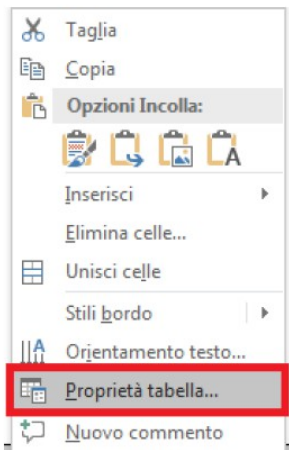 Taglia
Copia
Opzioni Incolla:
Inserisci
Elimina celle...
Unisci celle
Stili bordo
Orientamento testo...
Proprietà tabella...
Nuovo commento